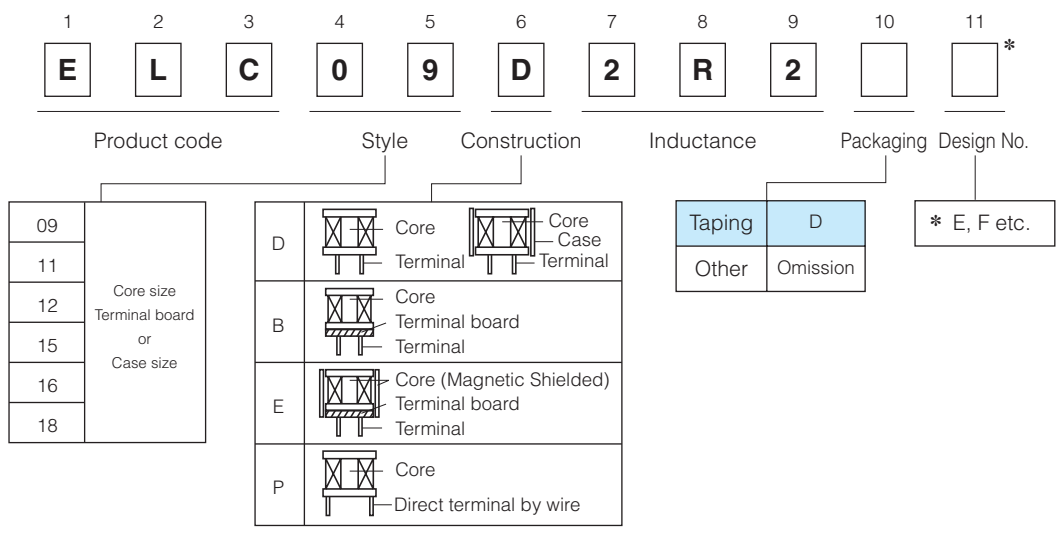 1 2 3 4 5 6 7 8 9 10 11
E L C 0 9 D 2 R 2 *
Product code Style Construction Inductance Packaging Design No.
09
11
12
15
16
18
Core size
Terminal board
or
Case size
D
Core
Terminal
Core
Case
Terminal
B
Core
Terminal board
Terminal
E
Core (Magnetic Shielded)
Terminal board
Terminal
P
Core
Direct terminal by wire
Taping D
Other Omission
* E, F etc.